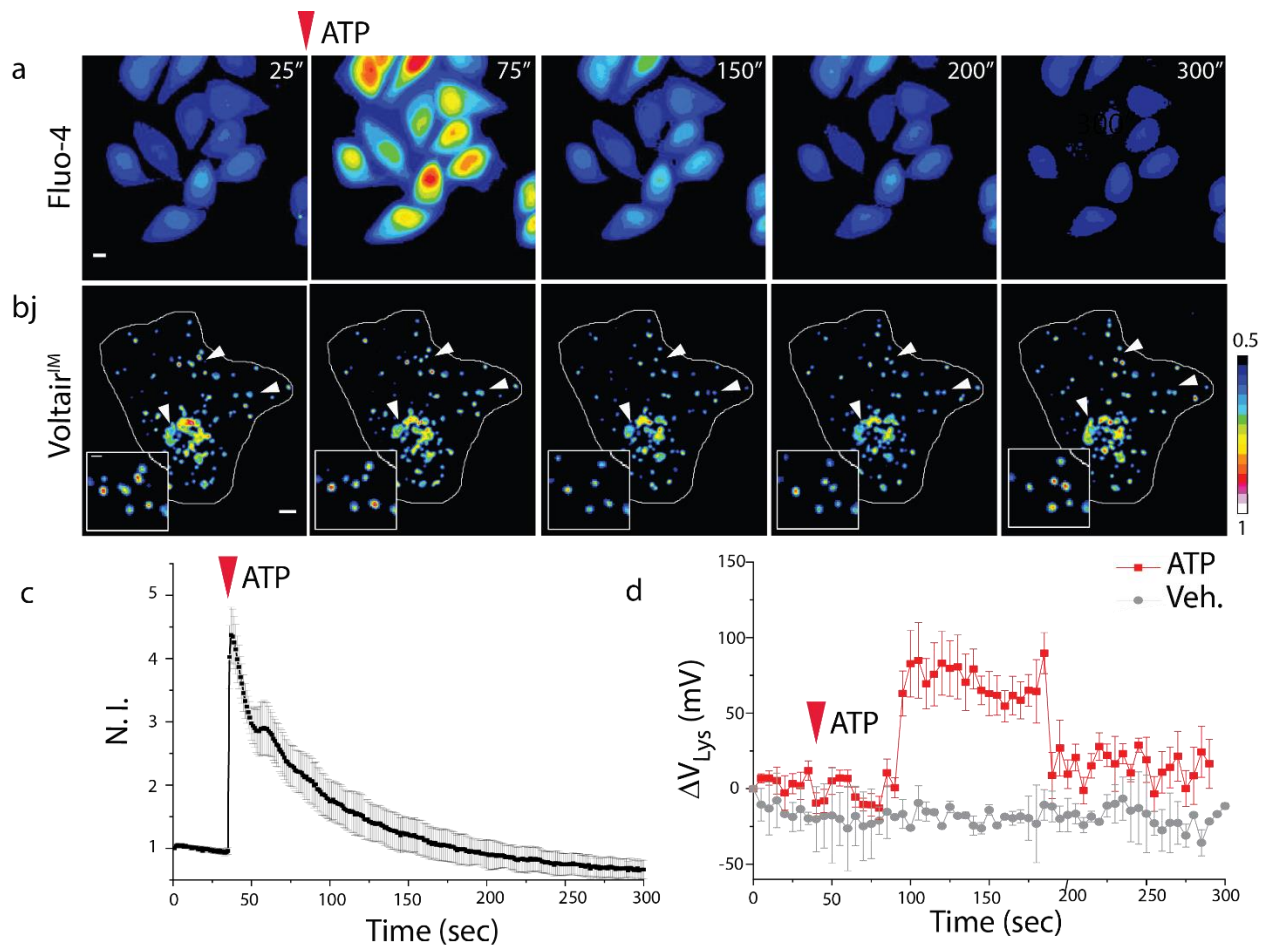 ATP
a
25″
75″
150″
200″
300″
Fluo-4
bj
Voltair^IM
0.5
1
c
ATP
N. I.
5
4
3
2
1
0
50
100
150
200
250
300
Time (sec)
d
ATP
Veh.
ATP
ΔV_Lys (mV)
150
100
50
0
-50
0
50
100
150
200
250
300
Time (sec)